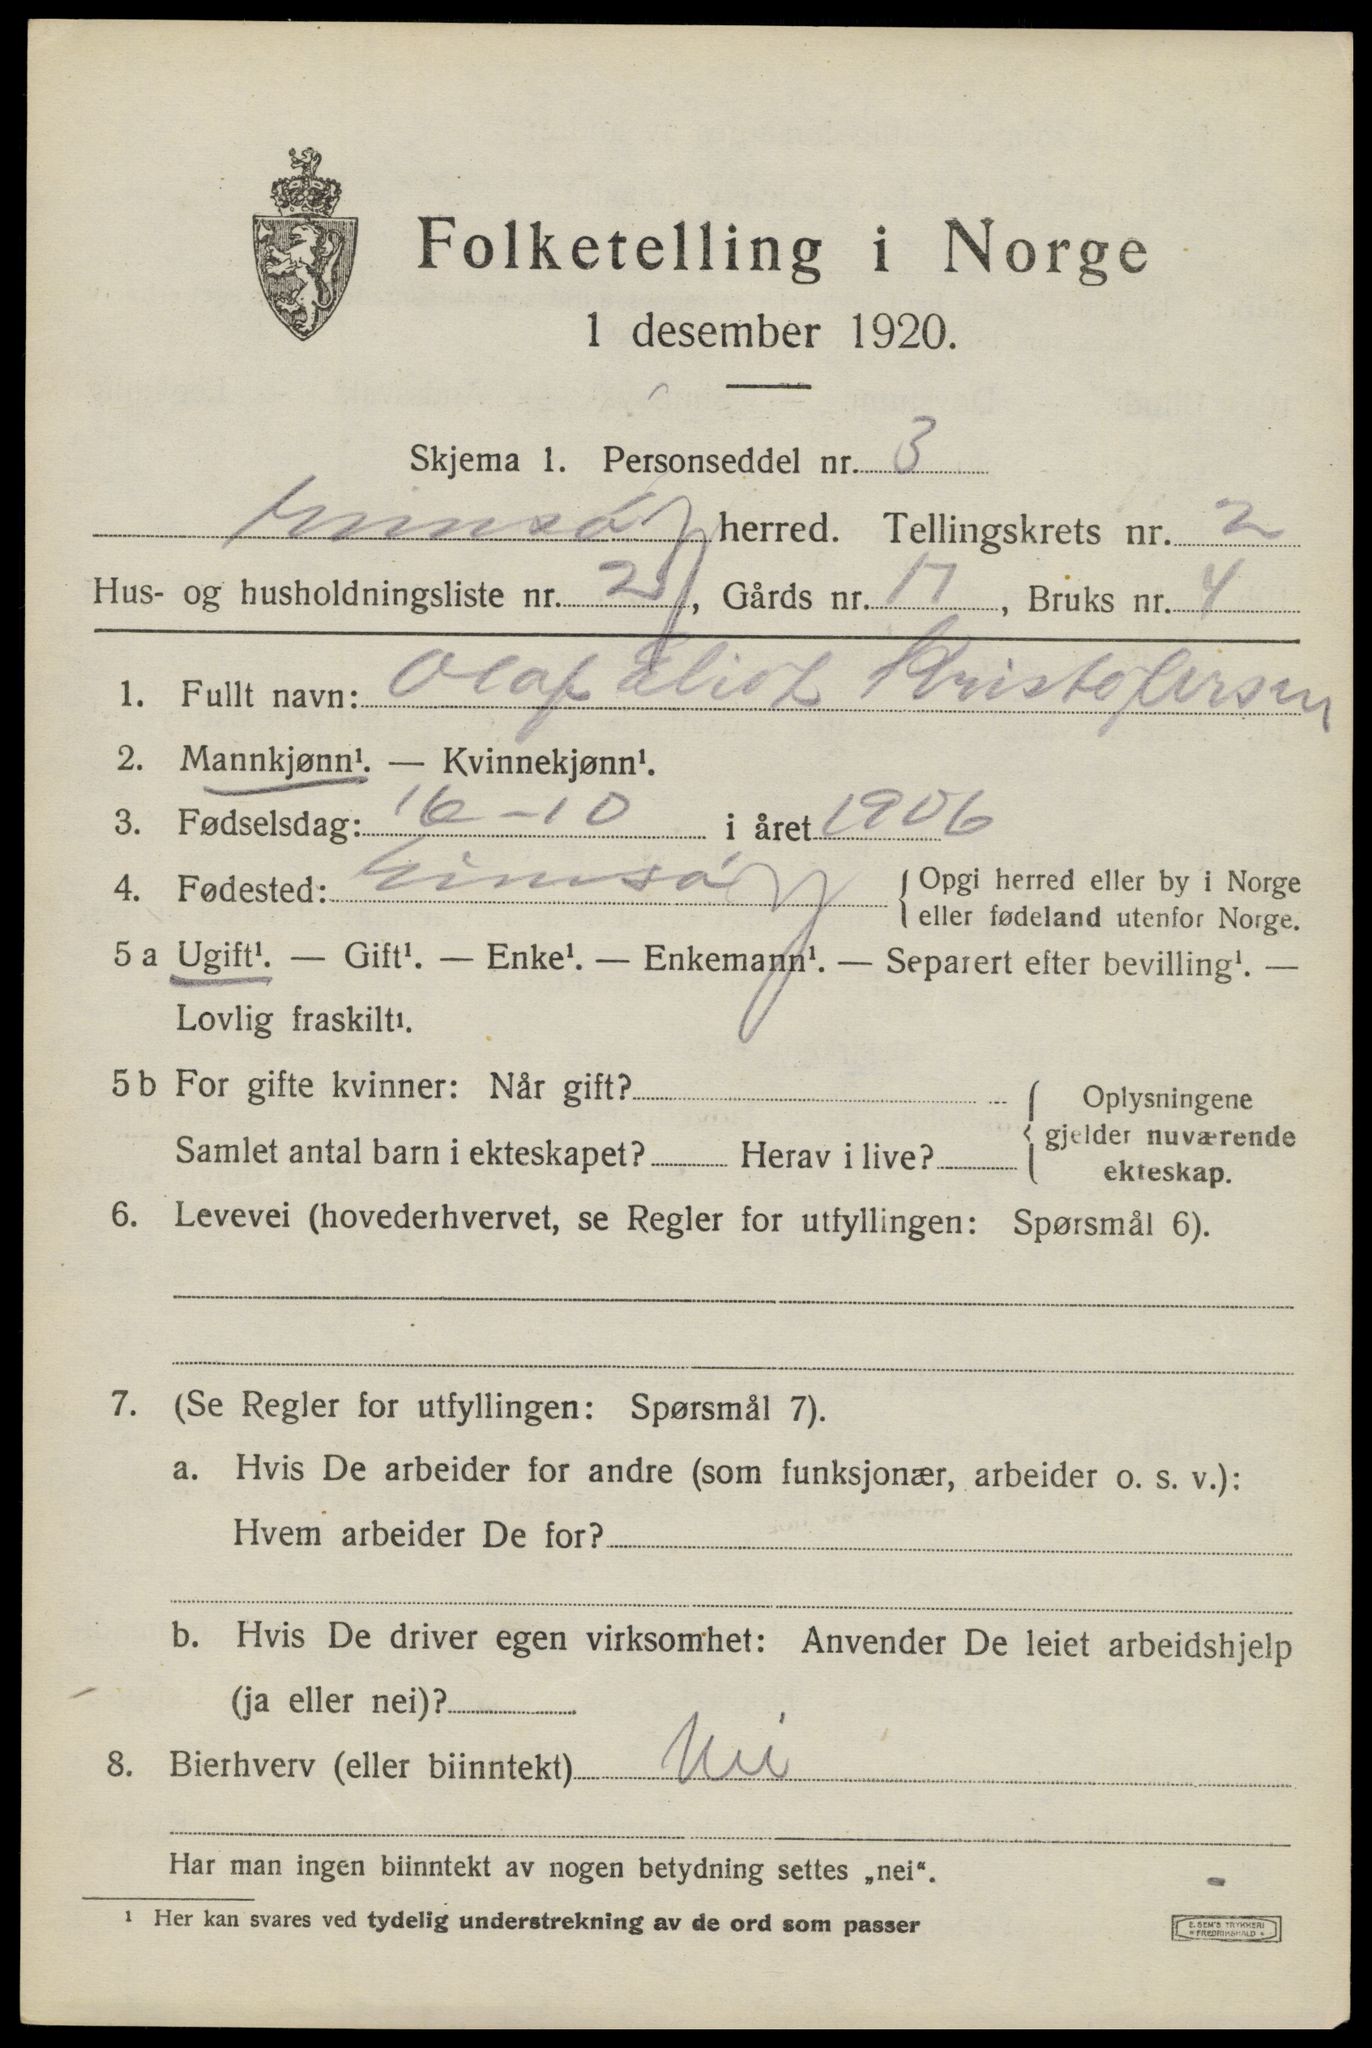 Folketelling i Norge
1 desember 1920.
Skjema 1. Personseddel nr. 3
Gimsøy herred. Tellingskrets nr. 2
Hus- og husholdningsliste nr. 2, Gårds nr. 17, Bruks nr. 4
1. Fullt navn: Olaf Kristofersen
2. Mannkjønn¹. — Kvinnekjønn¹.
3. Fødselsdag: 16-10 i året 1906
4. Fødested: Gimsøy { Opgi herred eller by i Norge
eller fødeland utenfor Norge.
5 a Ugift¹. — Gift¹. — Enke¹. — Enkemann¹. — Separert efter bevilling¹. —
Lovlig fraskilt¹.
5 b For gifte kvinner: Når gift? { Oplysningene
gjelder nuværende
Samlet antal barn i ekteskapet? Herav i live? ekteskap.
6. Levevei (hovederhvervet, se Regler for utfyllingen: Spørsmål 6).
7. (Se Regler for utfyllingen: Spørsmål 7).
a. Hvis De arbeider for andre (som funksjonær, arbeider o. s. v.):
Hvem arbeider De for?
b. Hvis De driver egen virksomhet: Anvender De leiet arbeidshjelp
(ja eller nei)?
8. Bierhverv (eller biinntekt) Nei
Har man ingen biinntekt av nogen betydning settes „nei“.
¹ Her kan svares ved tydelig understrekning av de ord som passer
E. SEM'S TRYKKERI
FREDRIKSHALD